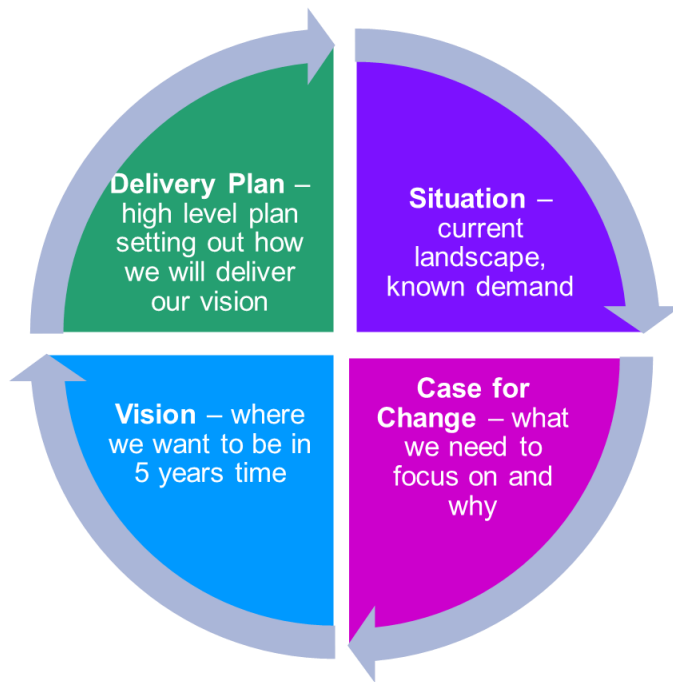 Delivery Plan –
high level plan
setting out how
we will deliver
our vision
Situation –
current
landscape,
known demand
Vision – where
we want to be in
5 years time
Case for
Change – what
we need to
focus on and
why